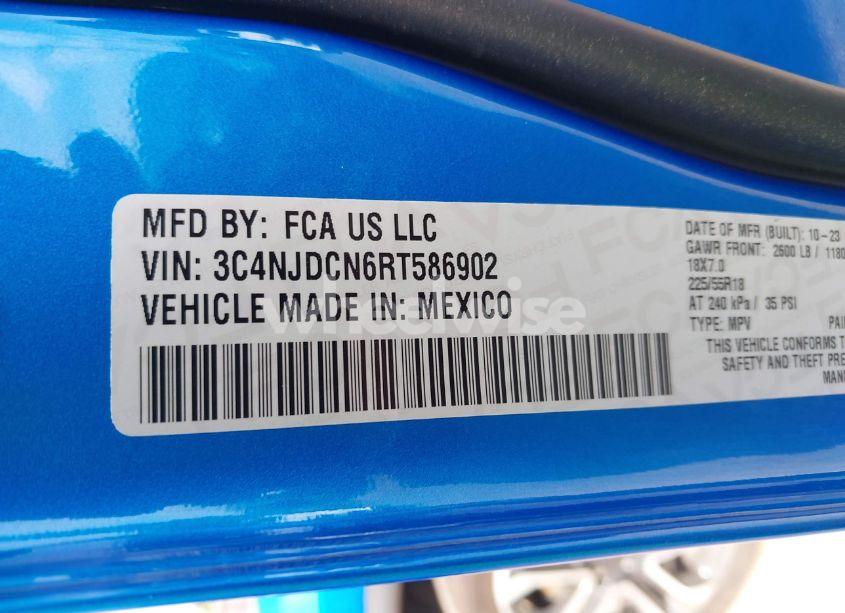 MFD BY: FCA US LLC
VIN: 3C4NJDCN6RT586902
VEHICLE MADE IN: MEXICO
DATE OF MFR (BUILT): 10-23
GAWR FRONT: 2600 LB / 1180
18X7.0
225/55R18
AT 240 kPa / 35 PSI
TYPE: MPV
THIS VEHICLE CONFORMS
SAFETY AND THEFT
wheelwise
FCA